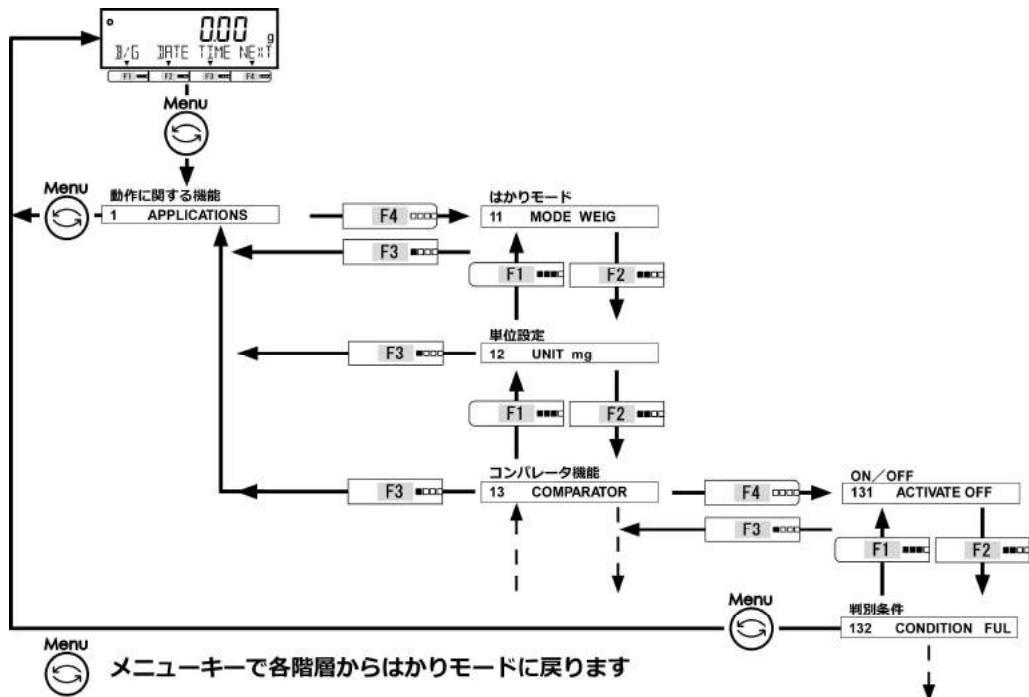 0.00 g
B/G DATE TIME NEXT
F1 F2 F3 F4
Menu
Menu
動作に関する機能
1 APPLICATIONS
F4
はかりモード
11 MODE WEIG
F3
F1 F2
単位設定
F3
12 UNIT mg
F1 F2
コンパレータ機能
F3
13 COMPARATOR
F4
ON/OFF
131 ACTIVATE OFF
F3
F1 F2
Menu
判別条件
132 CONDITION FUL
Menu
メニューキーで各階層からはかりモードに戻ります